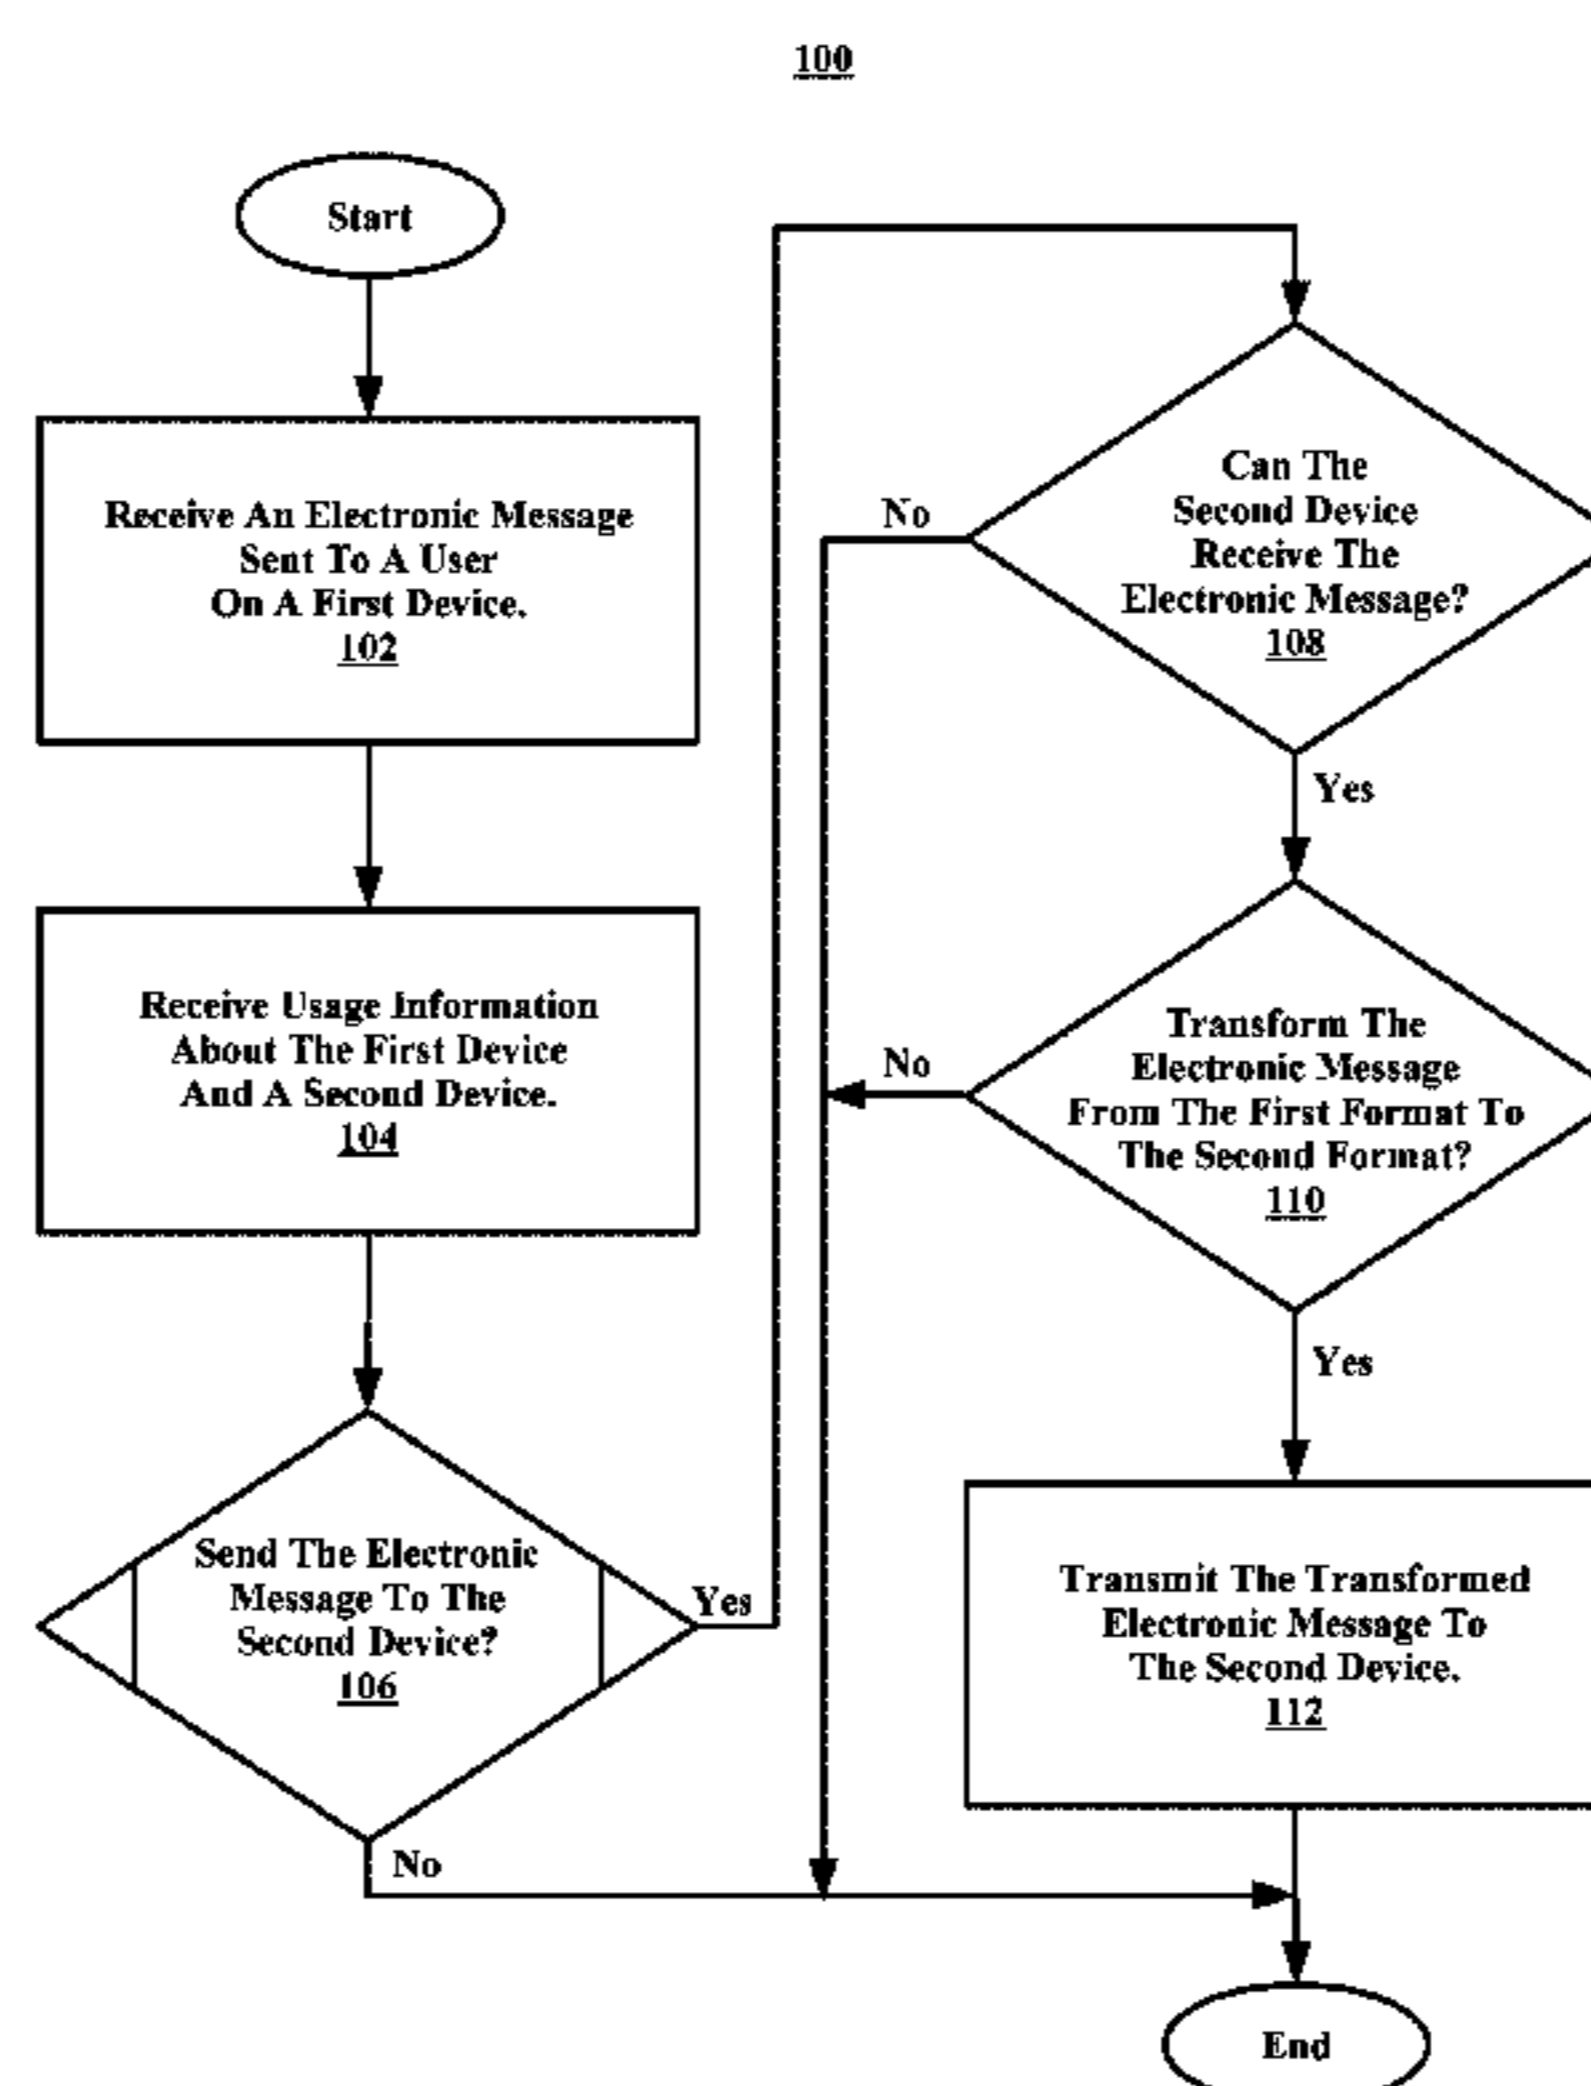 100
Start
Receive An Electronic Message
Sent To A User
On A First Device.
102
Receive Usage Information
About The First Device
And A Second Device.
104
Send The Electronic
Message To The
Second Device?
106
Yes
No
Can The
Second Device
Receive The
Electronic Message?
108
No
Yes
Transform The
Electronic Message
From The First Format To
The Second Format?
110
No
Yes
Transmit The Transformed
Electronic Message To
The Second Device.
112
End